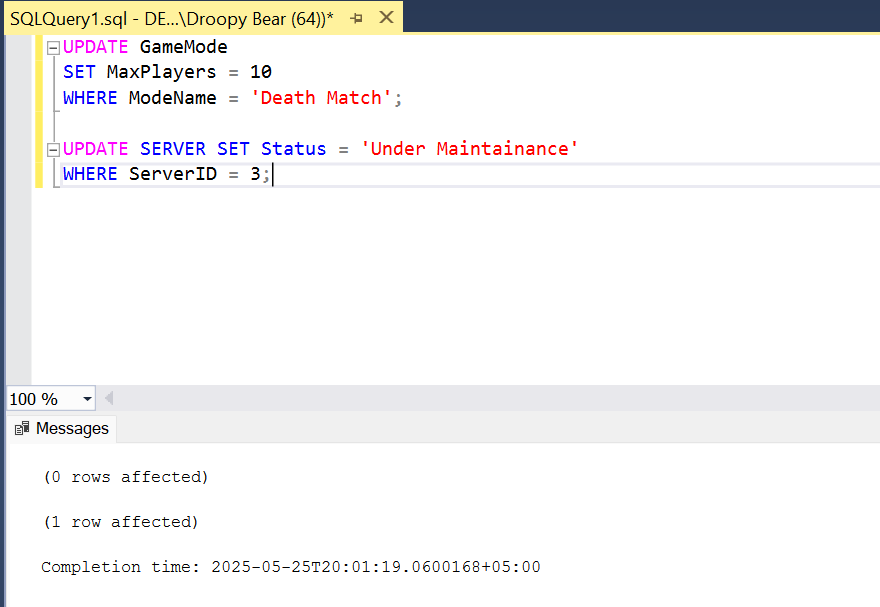 SQLQuery1.sql - DE...\Droopy Bear (64))*
UPDATE GameMode
SET MaxPlayers = 10
WHERE ModeName = 'Death Match';
UPDATE SERVER SET Status = 'Under Maintainance'
WHERE ServerID = 3;
100 %
Messages
(0 rows affected)
(1 row affected)
Completion time: 2025-05-25T20:01:19.0600168+05:00